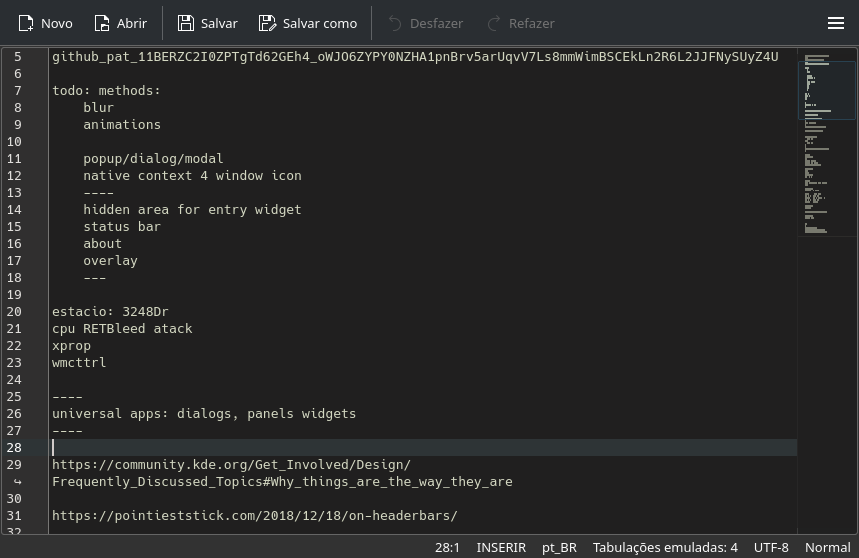 Novo Abrir Salvar Salvar como Desfazer Refazer
5
6
7 todo: methods:
8 blur
9 animations
10
11 popup/dialog/modal
12 native context 4 window icon
13 ----
14 hidden area for entry widget
15 status bar
16 about
17 overlay
18 ---
19
20 estacio: 3248Dr
21 cpu RETBleed atack
22 xprop
23 wmcttrl
24
25 ----
26 universal apps: dialogs, panels widgets
27 ----
28
29 https://community.kde.org/Get_Involved/Design/
↪ Frequently_Discussed_Topics#Why_things_are_the_way_they_are
30
31 https://pointieststick.com/2018/12/18/on-headerbars/
32
28:1 INSERIR pt_BR Tabulações emuladas: 4 UTF-8 Normal